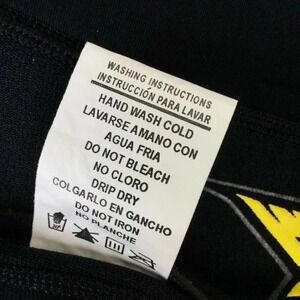 WASHING INSTRUCTIONS
INSTRUCCIÓN PARA LAVAR
HAND WASH COLD
LAVARSE AMANO CON
AGUA FRIA
DO NOT BLEACH
NO CLORO
DRIP DRY
COLGARLO EN GANCHO
DO NOT IRON
NO PLANCHE